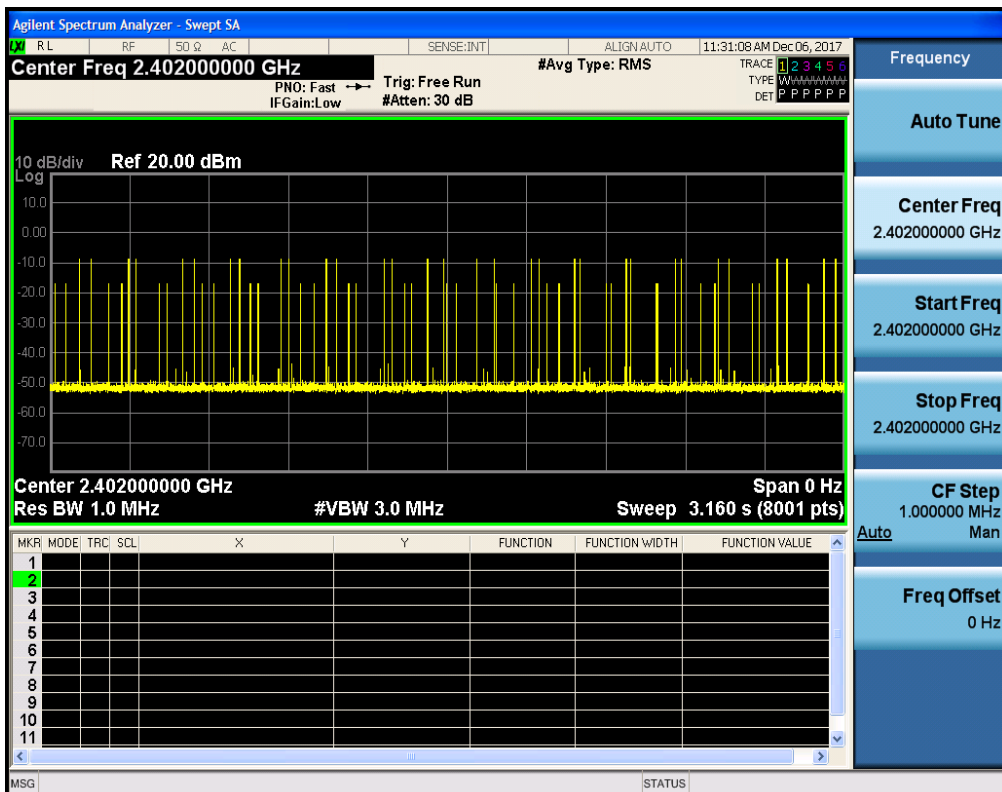 Agilent Spectrum Analyzer - Swept SA
LXI RL RF 50 Ω AC SENSE:INT ALIGN AUTO 11:31:08 AM Dec 06, 2017
Center Freq 2.402000000 GHz
#Avg Type: RMS
TRACE 1 2 3 4 5 6
PNO: Fast
IFGain:Low
Trig: Free Run
#Atten: 30 dB
TYPE WWWWWW
DET P P P P P P
10 dB/div Ref 20.00 dBm
Log
10.0
0.00
-10.0
-20.0
-30.0
-40.0
-50.0
-60.0
-70.0
Center 2.402000000 GHz Span 0 Hz
Res BW 1.0 MHz #VBW 3.0 MHz Sweep 3.160 s (8001 pts)
MKR MODE TRC SCL X Y FUNCTION FUNCTION WIDTH FUNCTION VALUE
1
2
3
4
5
6
7
8
9
10
11
MSG STATUS
Frequency
Auto Tune
Center Freq
2.402000000 GHz
Start Freq
2.402000000 GHz
Stop Freq
2.402000000 GHz
CF Step
1.000000 MHz
Auto Man
Freq Offset
0 Hz